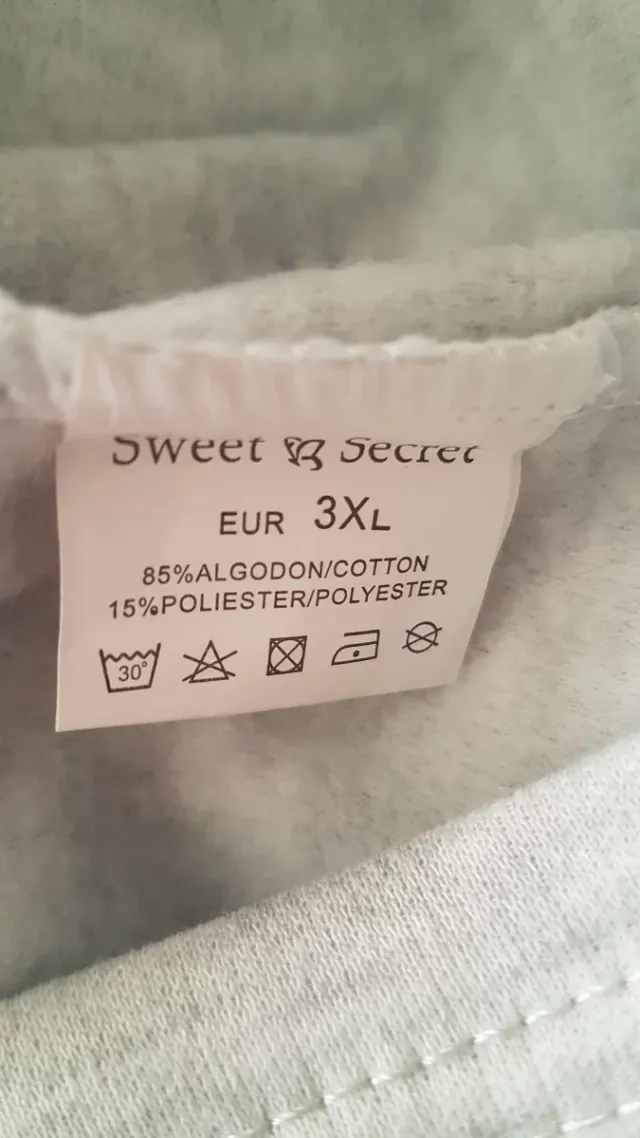 Sweet Secret
EUR 3XL
85%ALGODON/COTTON
15%POLIESTER/POLYESTER
30°